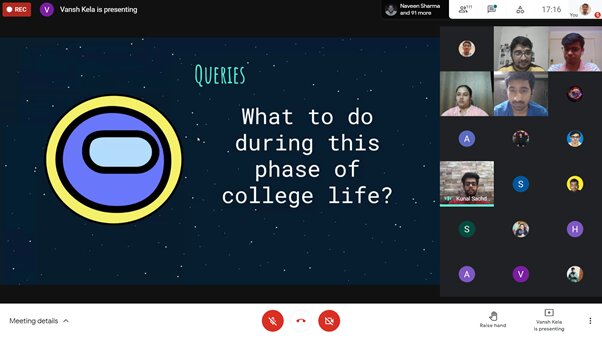 REC
V
Vansh Kela is presenting
Naveen Sharma
and 91 more
17:16
You
Queries
What to do
during this
phase of
college life?
A
Kunal Sachd...
S
S
H
A
V
Meeting details
Raise hand
Vansh Kela
is presenting